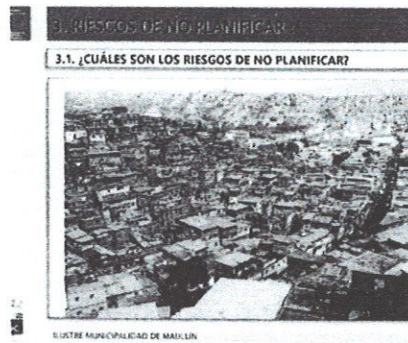 3. RIESGOS DE NO PLANIFICAR
3.1. ¿CUÁLES SON LOS RIESGOS DE NO PLANIFICAR?
ILUSTRE MUNICIPALIDAD DE MAULLÍN